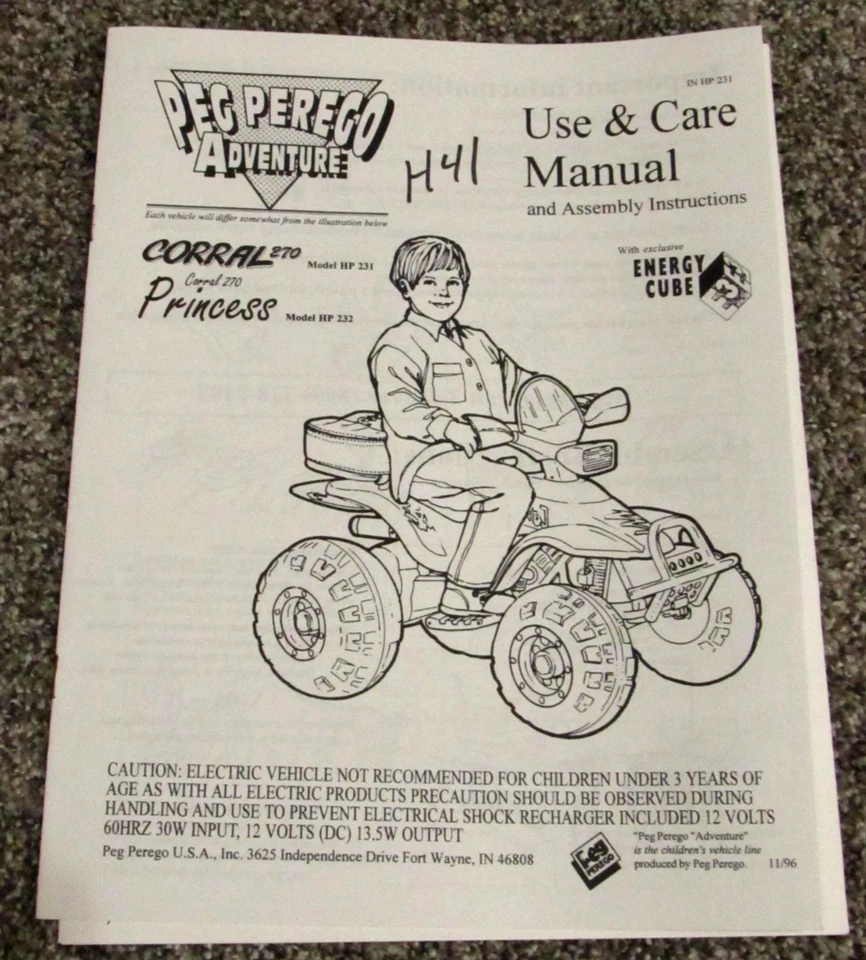 PEG PEREGO
ADVENTURE
Each vehicle will differ somewhat from the illustration below
H41
IN HP 231
Use & Care
Manual
and Assembly Instructions
CORRAL 270 Model HP 231
Corral 270
Princess Model HP 232
With exclusive
ENERGY
CUBE
CAUTION: ELECTRIC VEHICLE NOT RECOMMENDED FOR CHILDREN UNDER 3 YEARS OF
AGE AS WITH ALL ELECTRIC PRODUCTS PRECAUTION SHOULD BE OBSERVED DURING
HANDLING AND USE TO PREVENT ELECTRICAL SHOCK RECHARGER INCLUDED 12 VOLTS
60HRZ 30W INPUT, 12 VOLTS (DC) 13.5W OUTPUT
Peg Perego U.S.A., Inc. 3625 Independence Drive Fort Wayne, IN 46808
Peg
PEREGO
"Peg Perego "Adventure"
is the children's vehicle line
produced by Peg Perego. 11/96